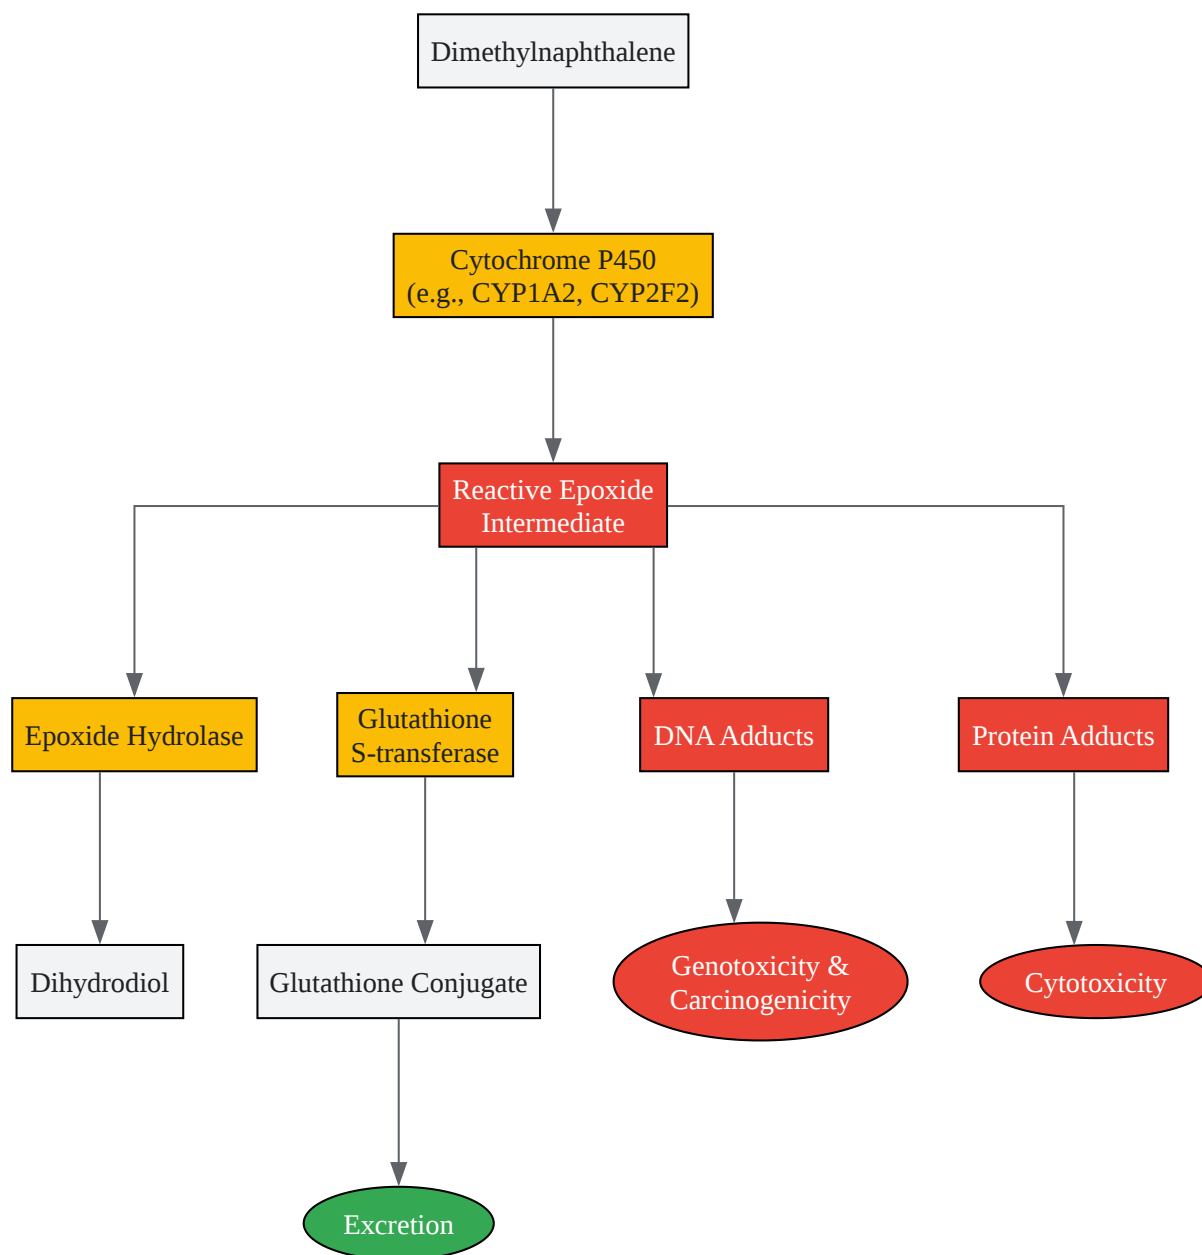 Dimethylnaphthalene
Cytochrome P450
(e.g., CYP1A2, CYP2F2)
Reactive Epoxide
Intermediate
Epoxide Hydrolase
Glutathione
S-transferase
DNA Adducts
Protein Adducts
Dihydrodiol
Glutathione Conjugate
Genotoxicity &
Carcinogenicity
Cytotoxicity
Excretion